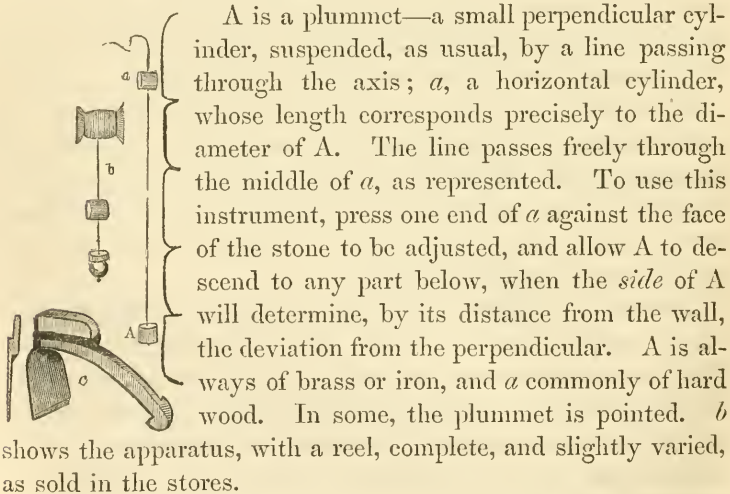 A is a plummet—a small perpendicular cyl-
inder, suspended, as usual, by a line passing
through the axis; a, a horizontal cylinder,
whose length corresponds precisely to the di-
ameter of A. The line passes freely through
the middle of a, as represented. To use this
instrument, press one end of a against the face
of the stone to be adjusted, and allow A to de-
scend to any part below, when the side of A
will determine, by its distance from the wall,
the deviation from the perpendicular. A is al-
ways of brass or iron, and a commonly of hard
wood. In some, the plummet is pointed. b
shows the apparatus, with a reel, complete, and slightly varied,
as sold in the stores.
a
b
A
c